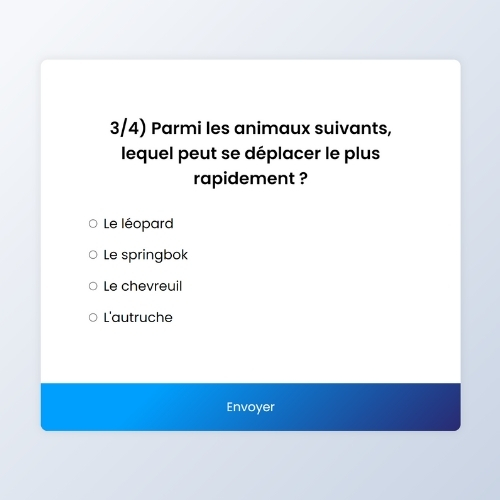 3/4) Parmi les animaux suivants,
lequel peut se déplacer le plus
rapidement ?
Le léopard
Le springbok
Le chevreuil
L'autruche
Envoyer